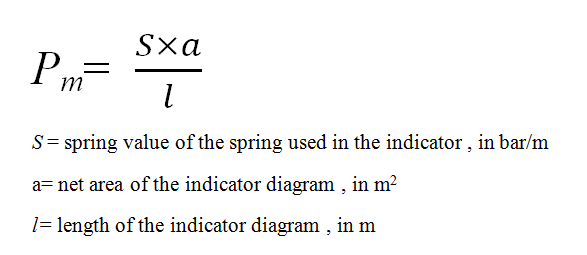 Pₘ= S×a / l
S= spring value of the spring used in the indicator , in bar/m
a= net area of the indicator diagram , in m²
l= length of the indicator diagram , in m